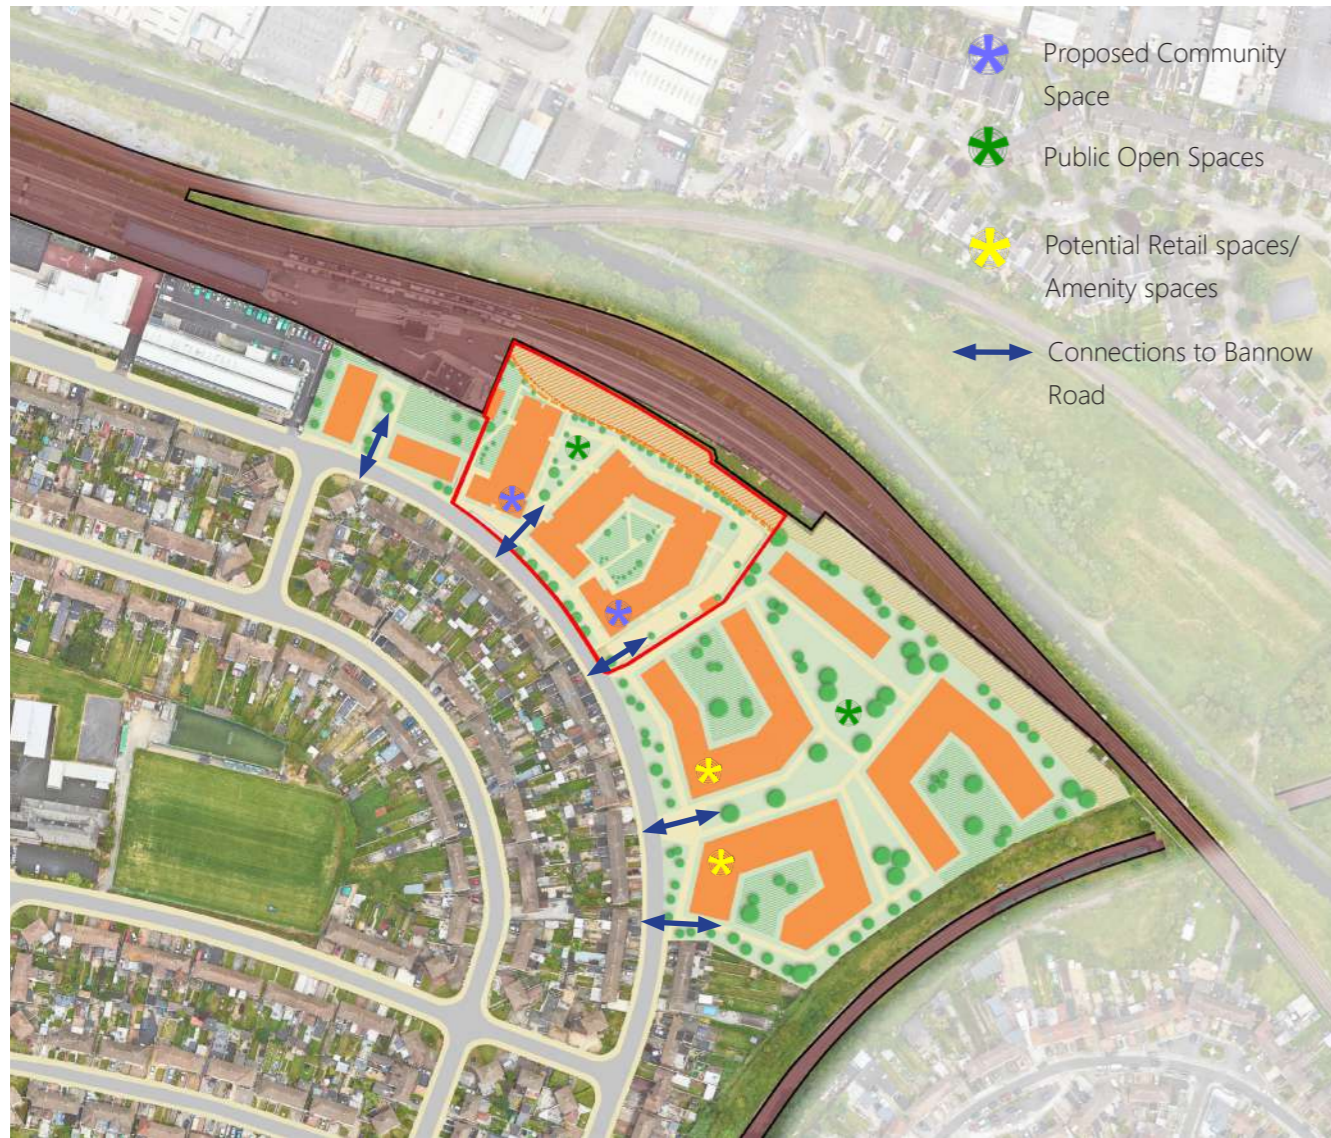 Proposed Community
Space
Public Open Spaces
Potential Retail spaces/
Amenity spaces
Connections to Bannow
Road